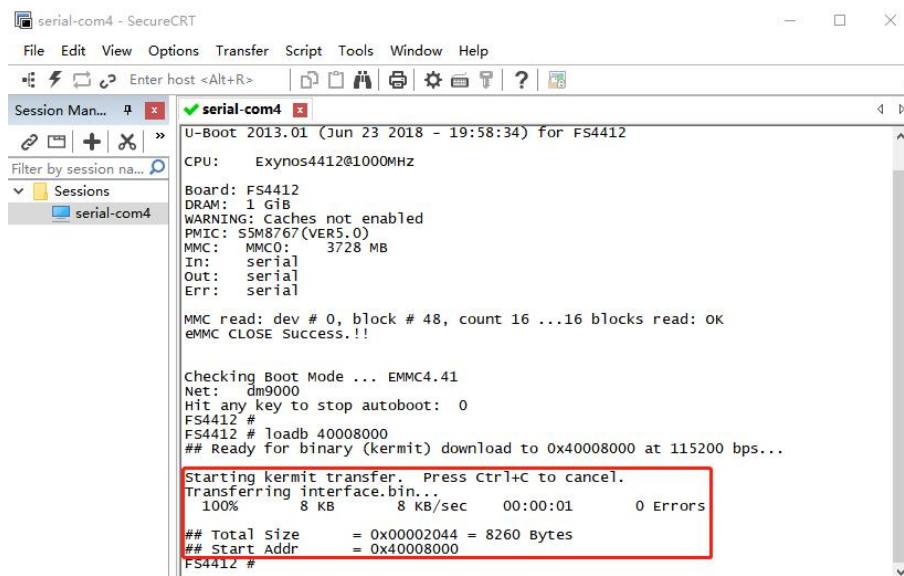 serial-com4 - SecureCRT
File Edit View Options Transfer Script Tools Window Help
Enter host <Alt+R>
Session Man...
serial-com4
Filter by session na...
Sessions
serial-com4
U-Boot 2013.01 (Jun 23 2018 - 19:58:34) for FS4412
CPU: Exynos4412@1000MHz
Board: FS4412
DRAM: 1 GiB
WARNING: Caches not enabled
PMIC: S5M8767(VER5.0)
MMC: MMC0: 3728 MB
In: serial
Out: serial
Err: serial
MMC read: dev # 0, block # 48, count 16 ...16 blocks read: OK
eMMC CLOSE Success.!!
Checking Boot Mode ... EMMC4.41
Net: dm9000
Hit any key to stop autoboot: 0
FS4412 #
FS4412 # loadb 40008000
## Ready for binary (kermit) download to 0x40008000 at 115200 bps...
Starting kermit transfer. Press Ctrl+C to cancel.
Transferring interface.bin...
100% 8 KB 8 KB/sec 00:00:01 0 Errors
## Total Size = 0x00002044 = 8260 Bytes
## Start Addr = 0x40008000
FS4412 #